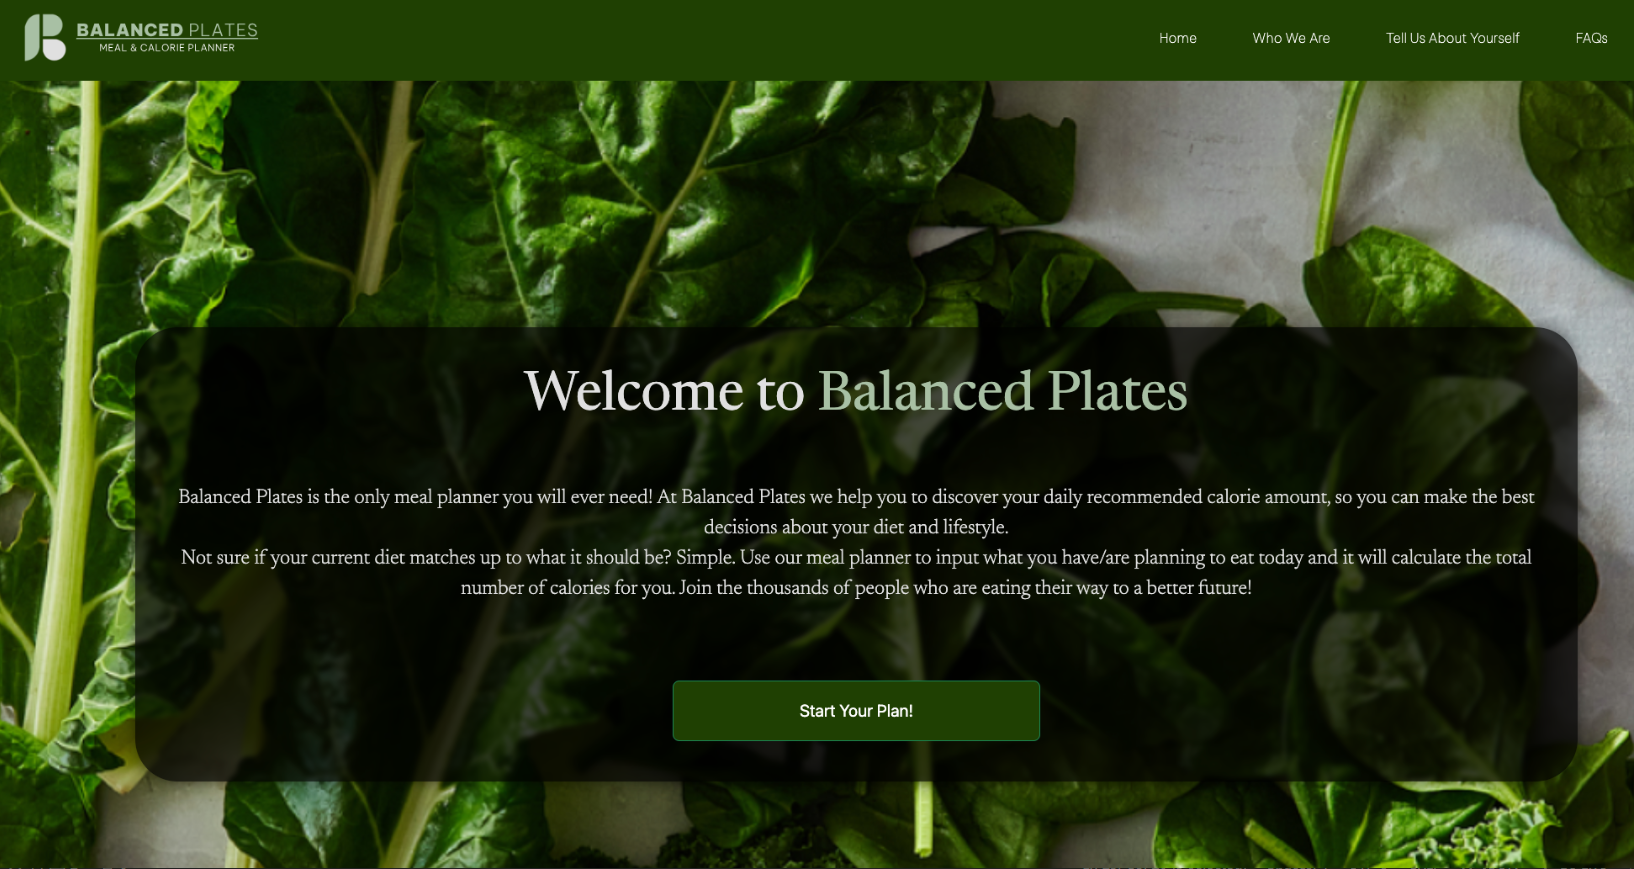 BALANCED PLATES
MEAL & CALORIE PLANNER
Home
Who We Are
Tell Us About Yourself
FAQs
Welcome to Balanced Plates
Balanced Plates is the only meal planner you will ever need! At Balanced Plates we help you to discover your daily recommended calorie amount, so you can make the best
decisions about your diet and lifestyle.
Not sure if your current diet matches up to what it should be? Simple. Use our meal planner to input what you have/are planning to eat today and it will calculate the total
number of calories for you. Join the thousands of people who are eating their way to a better future!
Start Your Plan!